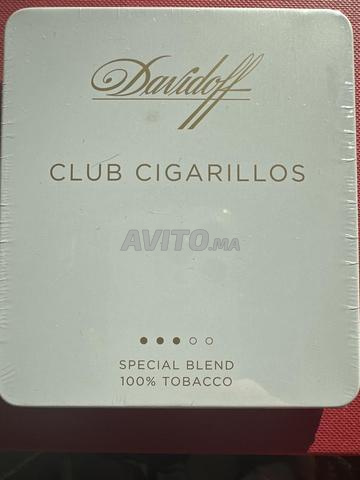 Davidoff
CLUB CIGARILLOS
AVITO.MA
SPECIAL BLEND
100% TOBACCO